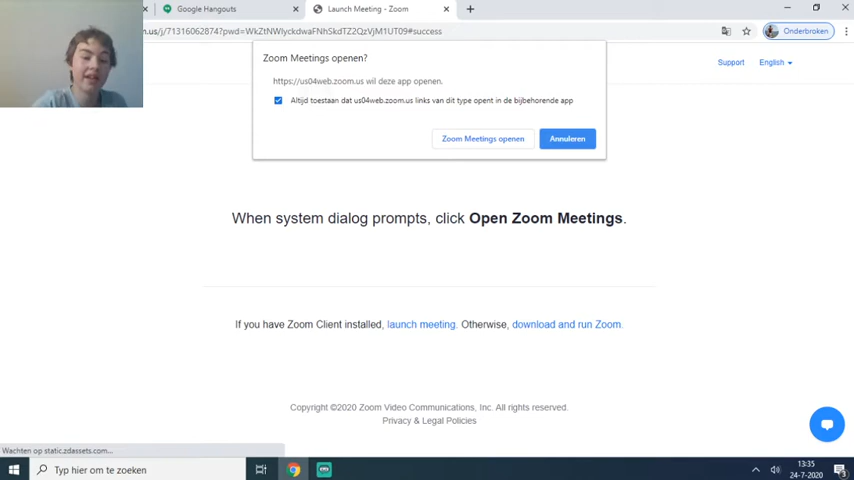 Google Hangouts
Launch Meeting - Zoom
m.us/j/71316062874?pwd=WkZtNWlyckdwaFNhSkdTZ2QzVjM1UT09#success
Onderbroken
Zoom Meetings openen?
https://us04web.zoom.us wil deze app openen.
Altijd toestaan dat us04web.zoom.us links van dit type opent in de bijbehorende app
Zoom Meetings openen
Annuleren
Support
English
When system dialog prompts, click Open Zoom Meetings.
If you have Zoom Client installed, launch meeting. Otherwise, download and run Zoom.
Copyright ©2020 Zoom Video Communications, Inc. All rights reserved.
Privacy & Legal Policies
Wachten op static.zdassets.com...
Typ hier om te zoeken
13:35
24-7-2020
3